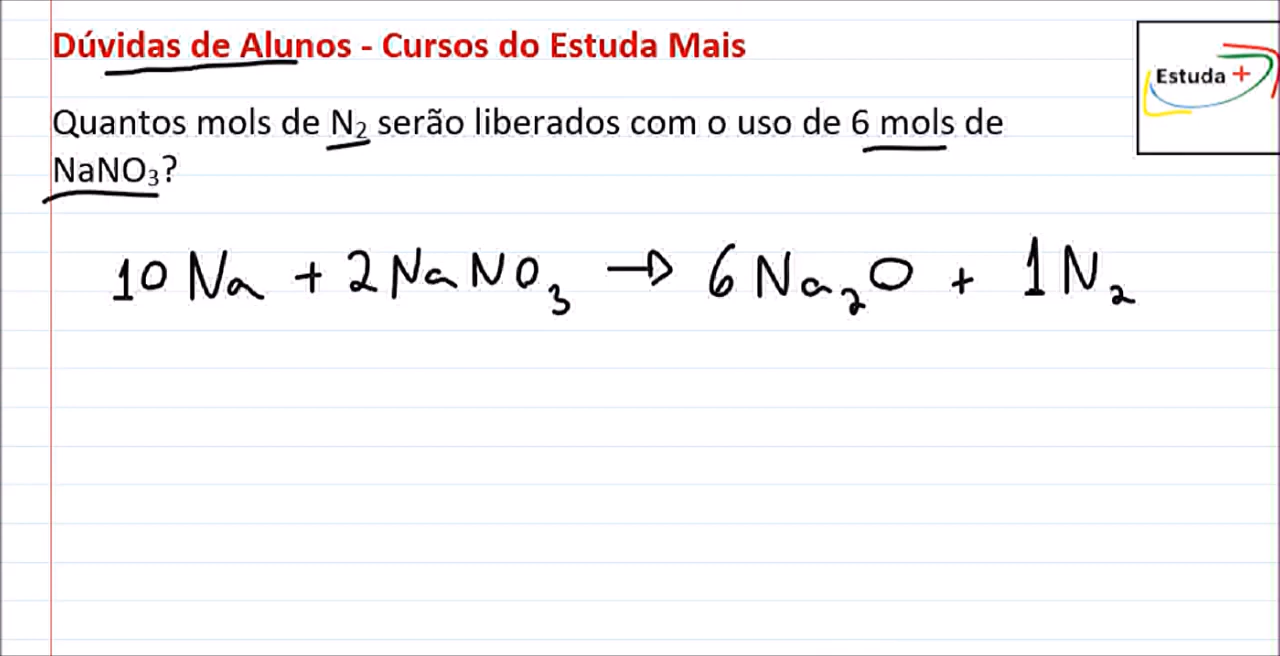 Dúvidas de Alunos - Cursos do Estuda Mais
Estuda +
Quantos mols de N₂ serão liberados com o uso de 6 mols de
NaNO₃?
10 Na + 2 NaNO₃ → 6 Na₂O + 1 N₂